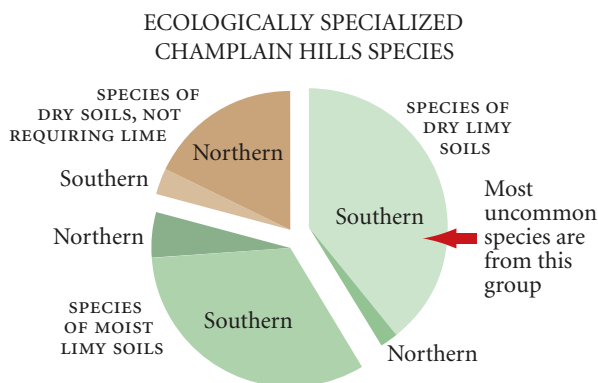 ECOLOGICALLY SPECIALIZED
CHAMPLAIN HILLS SPECIES
SPECIES OF
DRY SOILS, NOT
REQUIRING LIME
Northern
Southern
SPECIES OF
DRY LIMY
SOILS
Southern
Most
uncommon
species are
from this
group
Northern
Northern
SPECIES
OF MOIST
LIMY SOILS
Southern